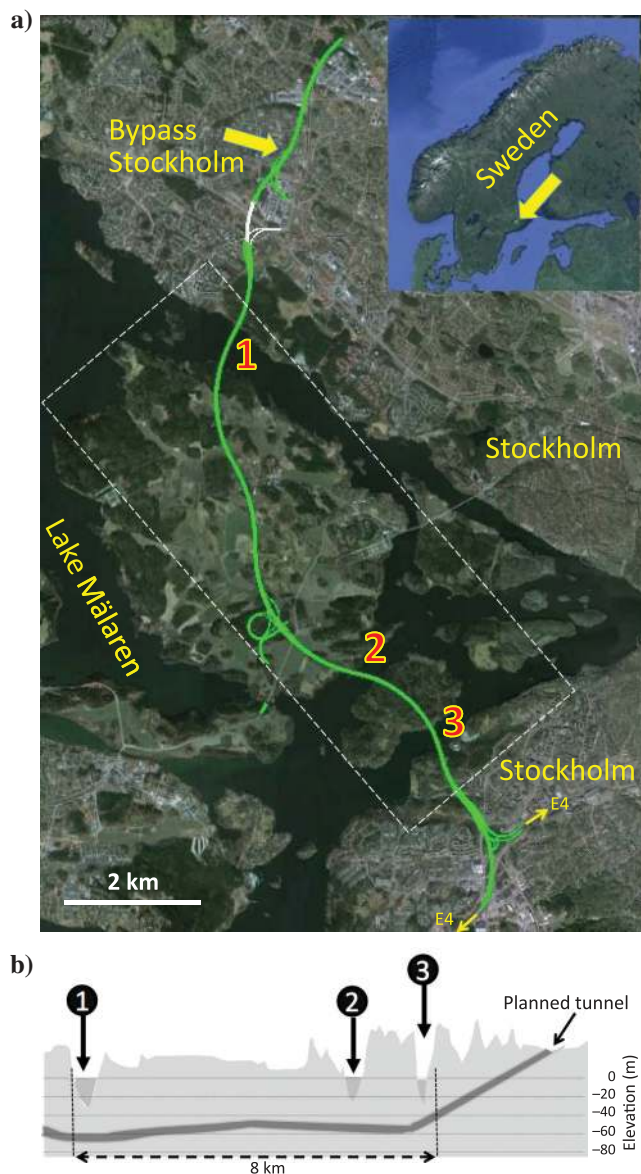 a)
Bypass
Stockholm
Sweden
1
Stockholm
Lake Mälaren
2
3
Stockholm
E4
2 km
E4
b)
1
2
3
Planned tunnel
0
–20
–40
–60
–80
Elevation (m)
8 km